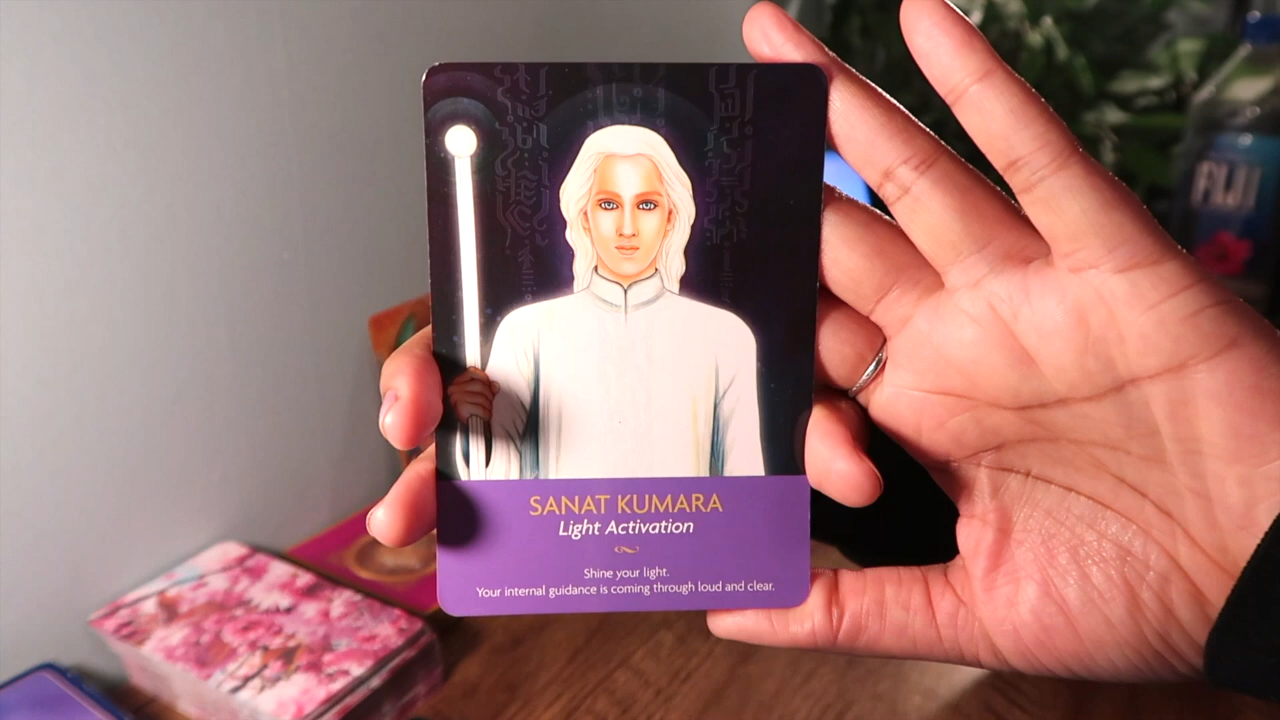 SANAT KUMARA
Light Activation
Shine your light.
Your internal guidance is coming through loud and clear.
FIJI